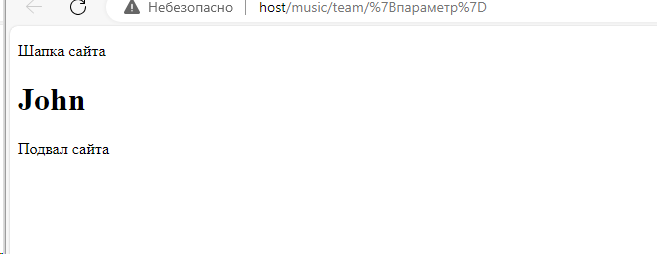 Небезопасно | host/music/team/%7Bпараметр%7D
Шапка сайта
John
Подвал сайта